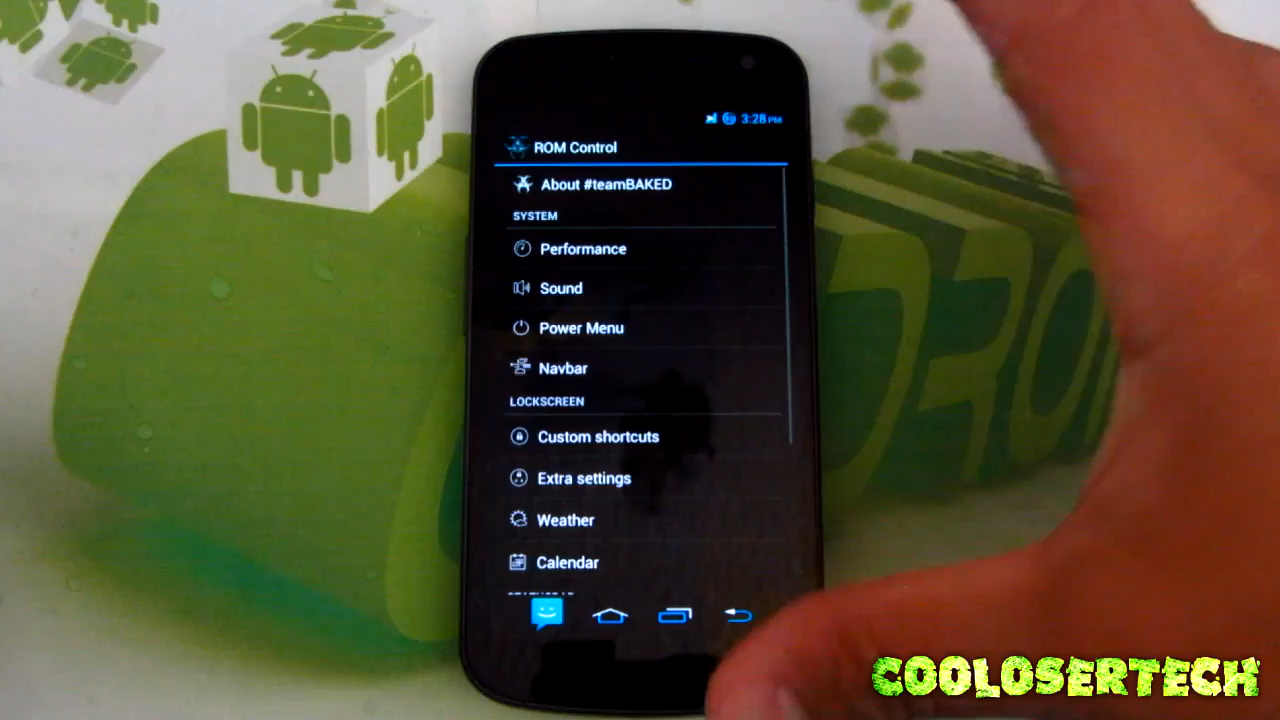 3:28 PM
ROM Control
About #teamBAKED
SYSTEM
Performance
Sound
Power Menu
Navbar
LOCKSCREEN
Custom shortcuts
Extra settings
Weather
Calendar
COOLOSERTECH